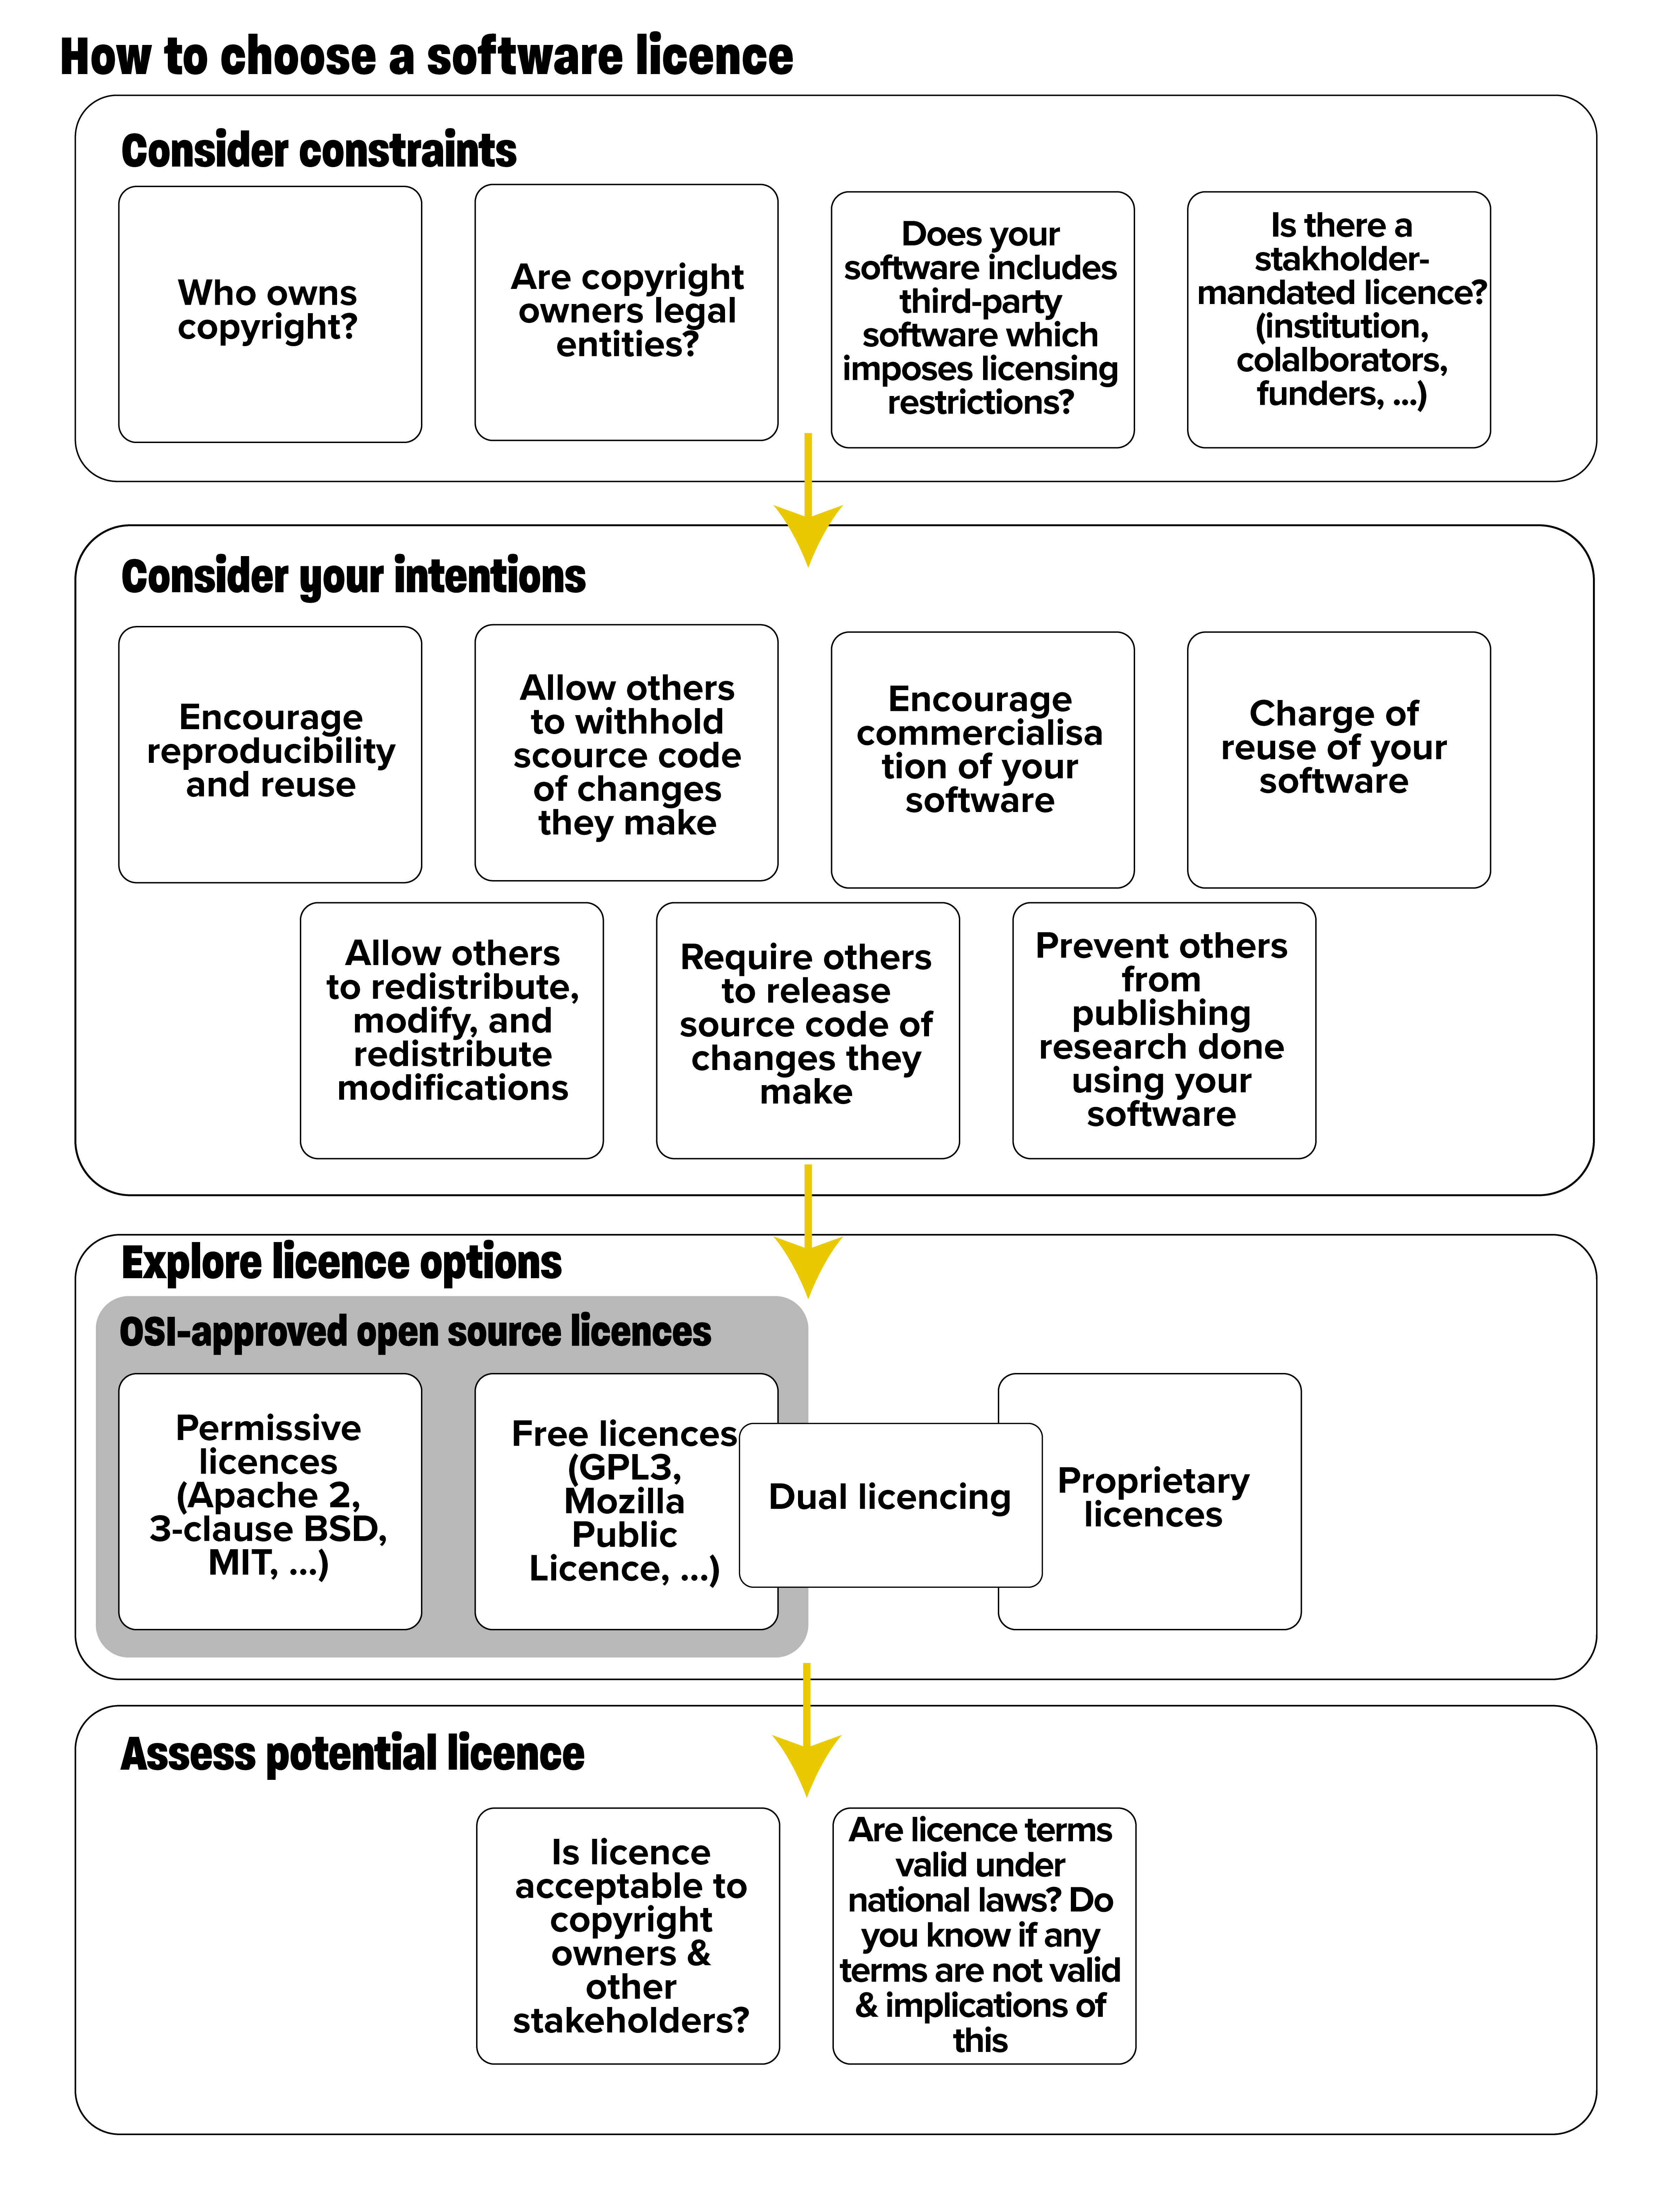 How to choose a software licence
Consider constraints
Who owns
copyright?
Are copyright
owners legal
entities?
Does your
software includes
third-party
software which
imposes licensing
restrictions?
Is there a
stakholder-
mandated licence?
(institution,
colalborators,
funders, ...)
Consider your intentions
Encourage
reproducibility
and reuse
Allow others
to withhold
scource code
of changes
they make
Encourage
commercialisa
tion of your
software
Charge of
reuse of your
software
Allow others
to redistribute,
modify, and
redistribute
modifications
Require others
to release
source code of
changes they
make
Prevent others
from
publishing
research done
using your
software
Explore licence options
OSI-approved open source licences
Permissive
licences
(Apache 2,
3-clause BSD,
MIT, ...)
Free licences
(GPL3,
Mozilla
Public
Licence, ...)
Dual licencing
Proprietary
licences
Assess potential licence
Is licence
acceptable to
copyright
owners &
other
stakeholders?
Are licence terms
valid under
national laws? Do
you know if any
terms are not valid
& implications of
this